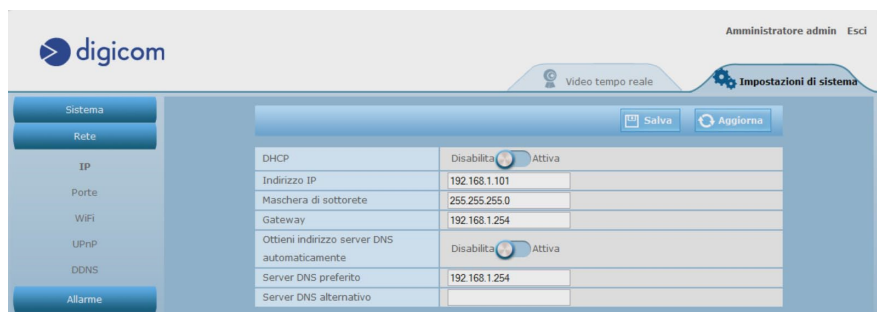 Amministratore admin Esci
digicom
Video tempo reale
Impostazioni di sistema
Sistema
Rete
IP
Porte
WiFi
UPnP
DDNS
Allarme
Salva Aggiorna
DHCP Disabilita Attiva
Indirizzo IP 192.168.1.101
Maschera di sottorete 255.255.255.0
Gateway 192.168.1.254
Ottieni indirizzo server DNS
automaticamente
Disabilita Attiva
Server DNS preferito 192.168.1.254
Server DNS alternativo